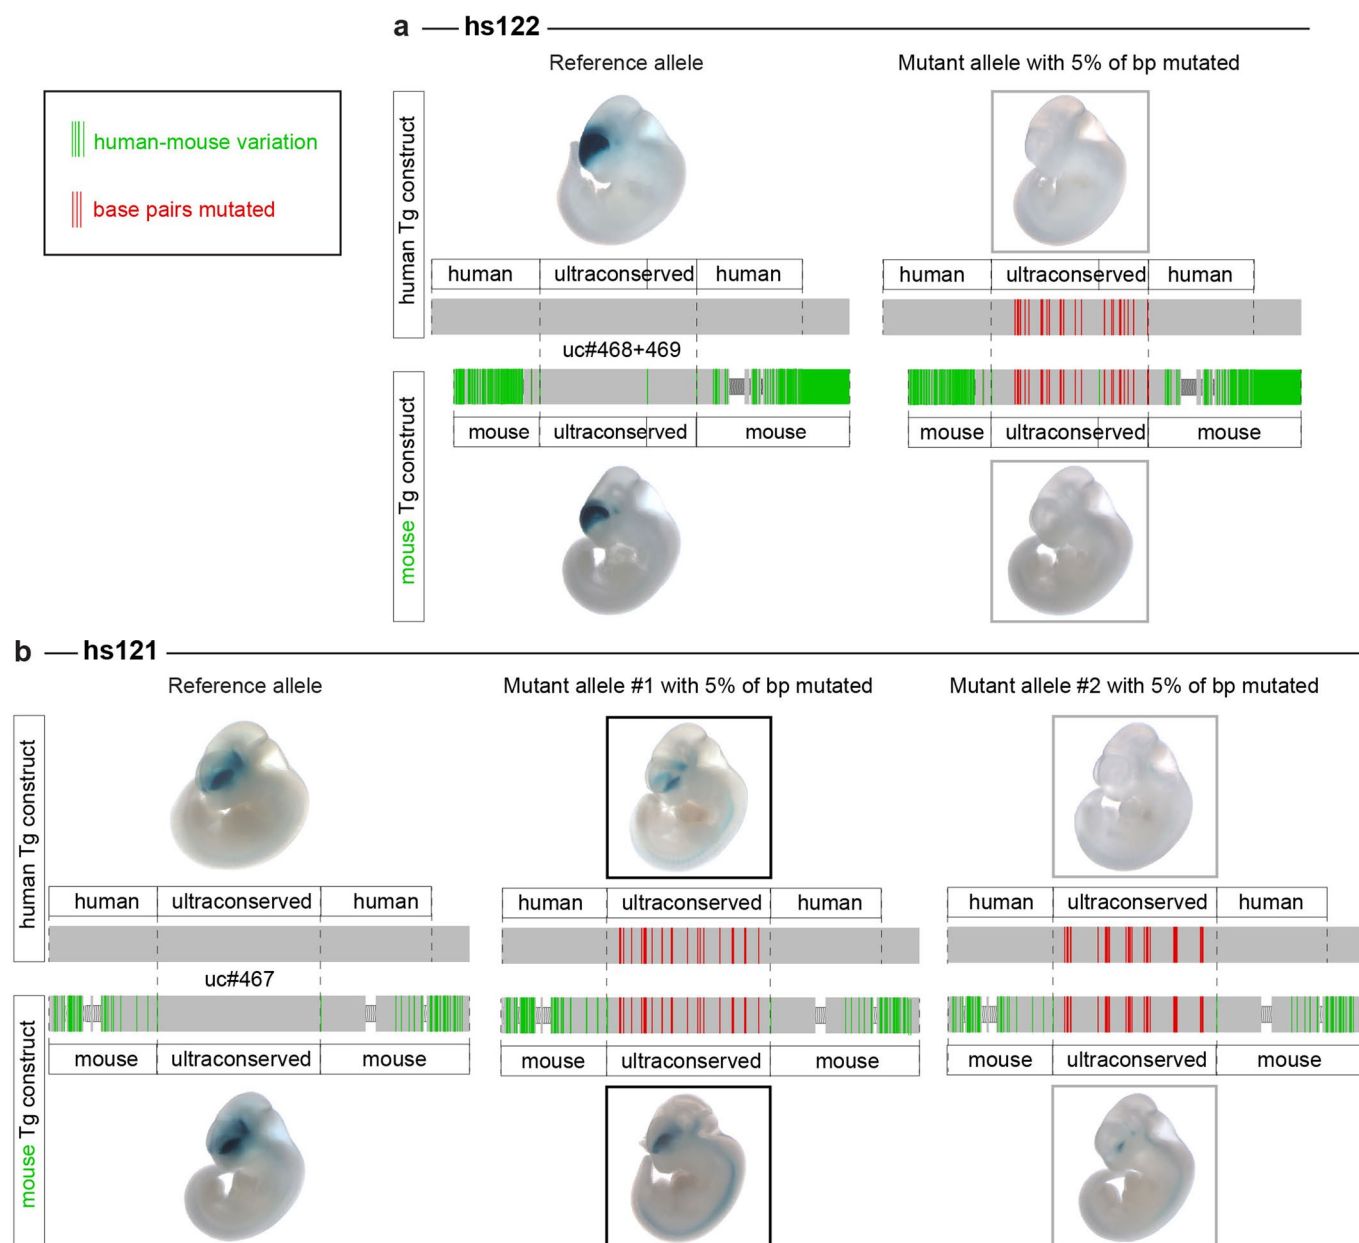 a hs122
Reference allele
Mutant allele with 5% of bp mutated
human-mouse variation
base pairs mutated
human Tg construct
human ultraconserved human
human ultraconserved human
uc#468+469
mouse Tg construct
mouse ultraconserved mouse
mouse ultraconserved mouse
b hs121
Reference allele
Mutant allele #1 with 5% of bp mutated
Mutant allele #2 with 5% of bp mutated
human Tg construct
human ultraconserved human
human ultraconserved human
human ultraconserved human
uc#467
mouse Tg construct
mouse ultraconserved mouse
mouse ultraconserved mouse
mouse ultraconserved mouse